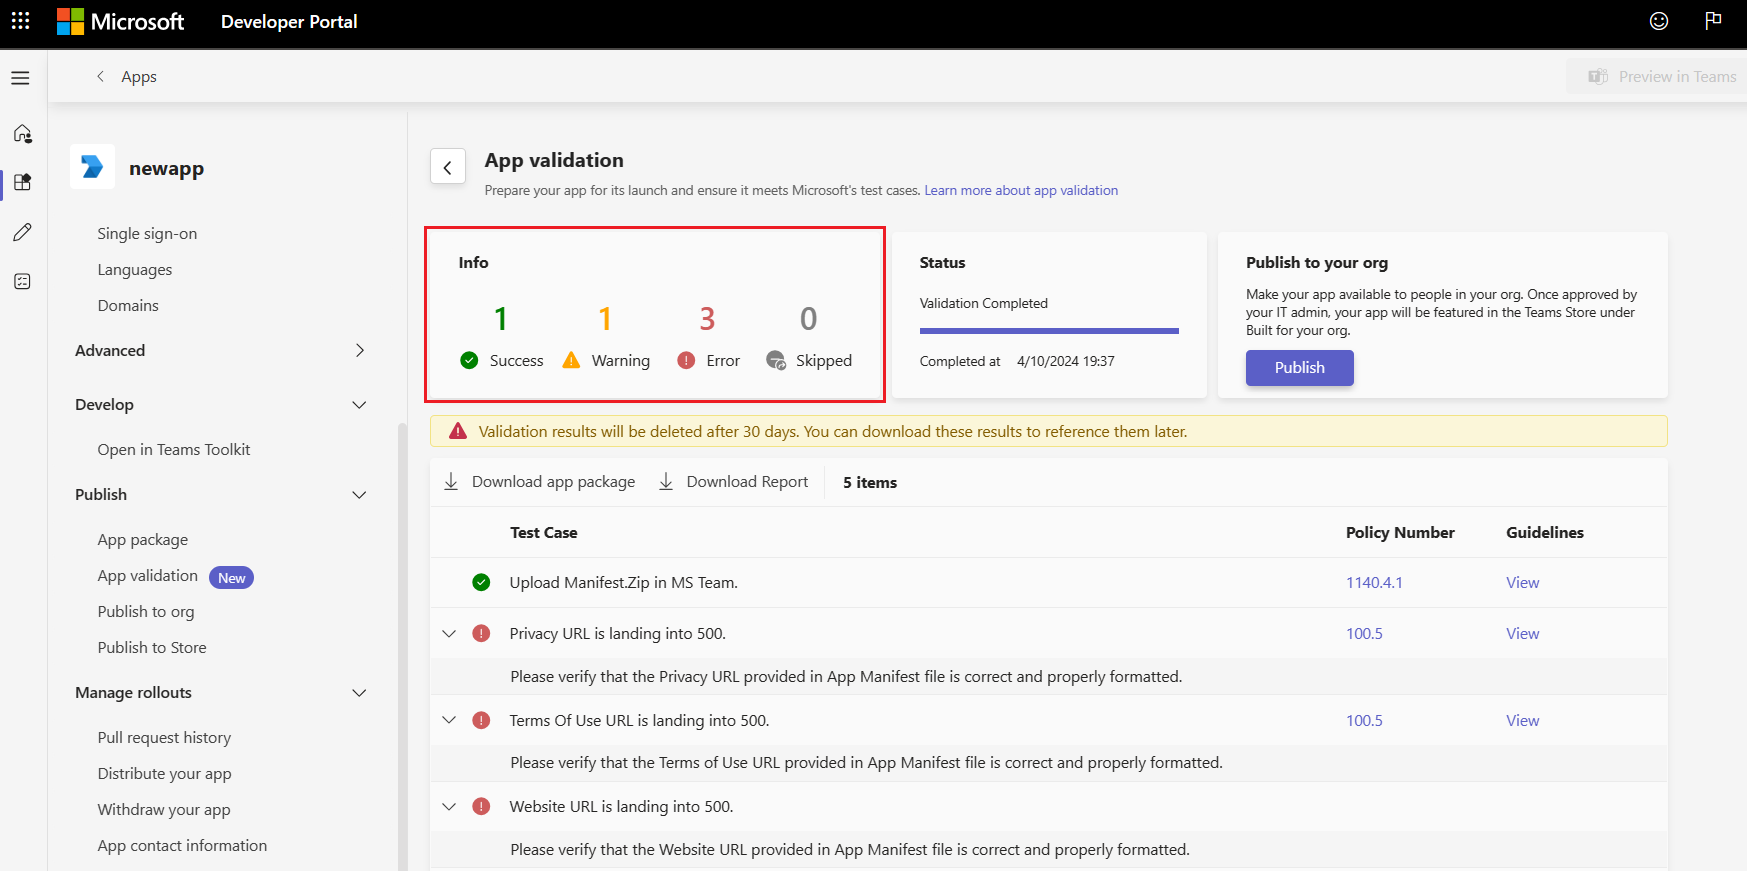 Microsoft Developer Portal
Apps
Preview in Teams
newapp
Single sign-on
Languages
Domains
Advanced
Develop
Open in Teams Toolkit
Publish
App package
App validation New
Publish to org
Publish to Store
Manage rollouts
Pull request history
Distribute your app
Withdraw your app
App contact information
App validation
Prepare your app for its launch and ensure it meets Microsoft's test cases. Learn more about app validation
Info
1 1 3 0
Success Warning Error Skipped
Status
Validation Completed
Completed at 4/10/2024 19:37
Publish to your org
Make your app available to people in your org. Once approved by
your IT admin, your app will be featured in the Teams Store under
Built for your org.
Publish
Validation results will be deleted after 30 days. You can download these results to reference them later.
Download app package Download Report 5 items
Test Case Policy Number Guidelines
Upload Manifest.Zip in MS Team. 1140.4.1 View
Privacy URL is landing into 500. 100.5 View
Please verify that the Privacy URL provided in App Manifest file is correct and properly formatted.
Terms Of Use URL is landing into 500. 100.5 View
Please verify that the Terms of Use URL provided in App Manifest file is correct and properly formatted.
Website URL is landing into 500.
Please verify that the Website URL provided in App Manifest file is correct and properly formatted.